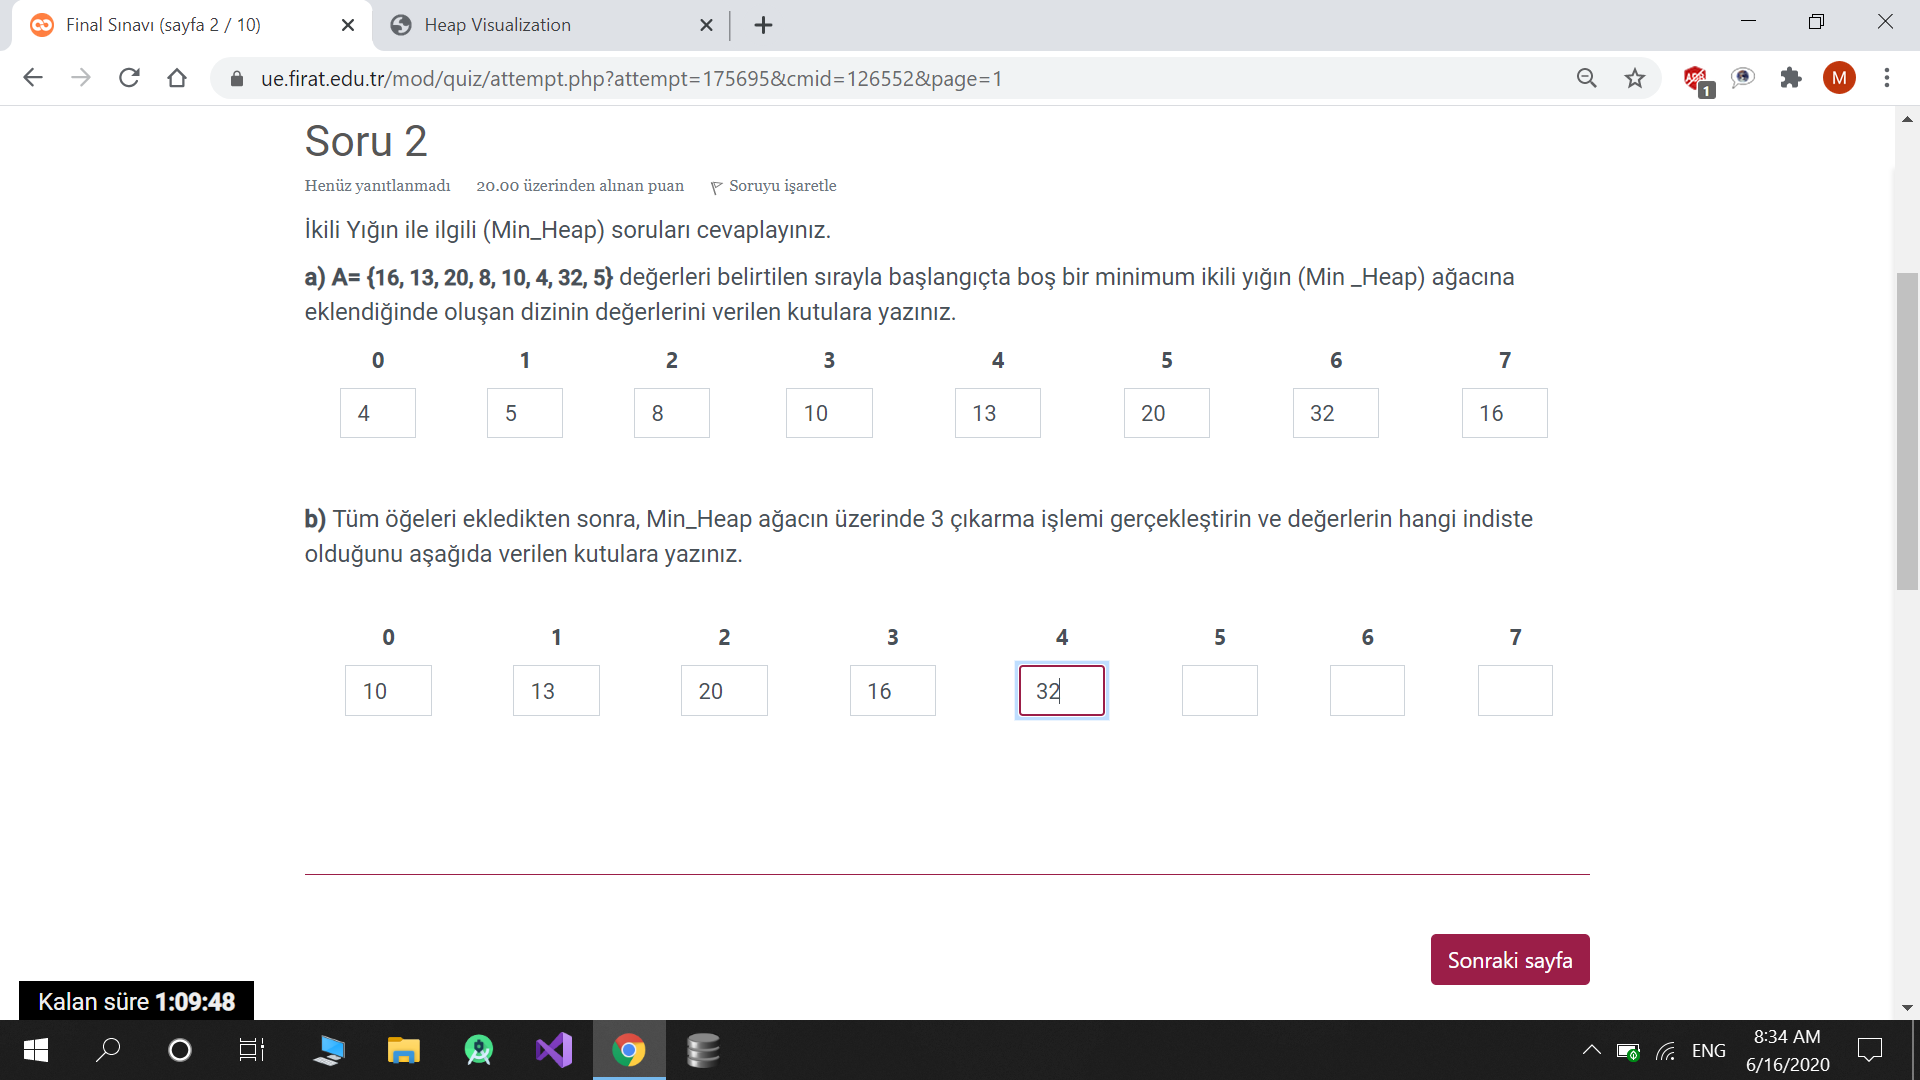 Final Sınavı (sayfa 2 / 10)
Heap Visualization
ue.firat.edu.tr/mod/quiz/attempt.php?attempt=175695&cmid=126552&page=1
ABP
1
M
Soru 2
Henüz yanıtlanmadı 20.00 üzerinden alınan puan Soruyu işaretle
İkili Yığın ile ilgili (Min_Heap) soruları cevaplayınız.
a) A= {16, 13, 20, 8, 10, 4, 32, 5} değerleri belirtilen sırayla başlangıçta boş bir minimum ikili yığın (Min _Heap) ağacına
eklendiğinde oluşan dizinin değerlerini verilen kutulara yazınız.
0 1 2 3 4 5 6 7
4 5 8 10 13 20 32 16
b) Tüm öğeleri ekledikten sonra, Min_Heap ağacın üzerinde 3 çıkarma işlemi gerçekleştirin ve değerlerin hangi indiste
olduğunu aşağıda verilen kutulara yazınız.
0 1 2 3 4 5 6 7
10 13 20 16 32
Sonraki sayfa
Kalan süre 1:09:48
ENG
8:34 AM
6/16/2020